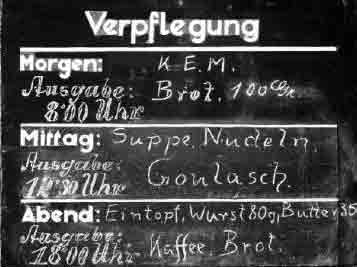 Verpflegung
Morgen: K.E.M.
Ausgabe: Brot. 100 Gr.
8:00 Uhr
Mittag: Suppe, Nudeln,
Ausgabe: Goulasch.
12:30 Uhr
Abend: Eintopf, Wurst 80g, Butter 35
Ausgabe: Kaffee, Brot.
18:00 Uhr